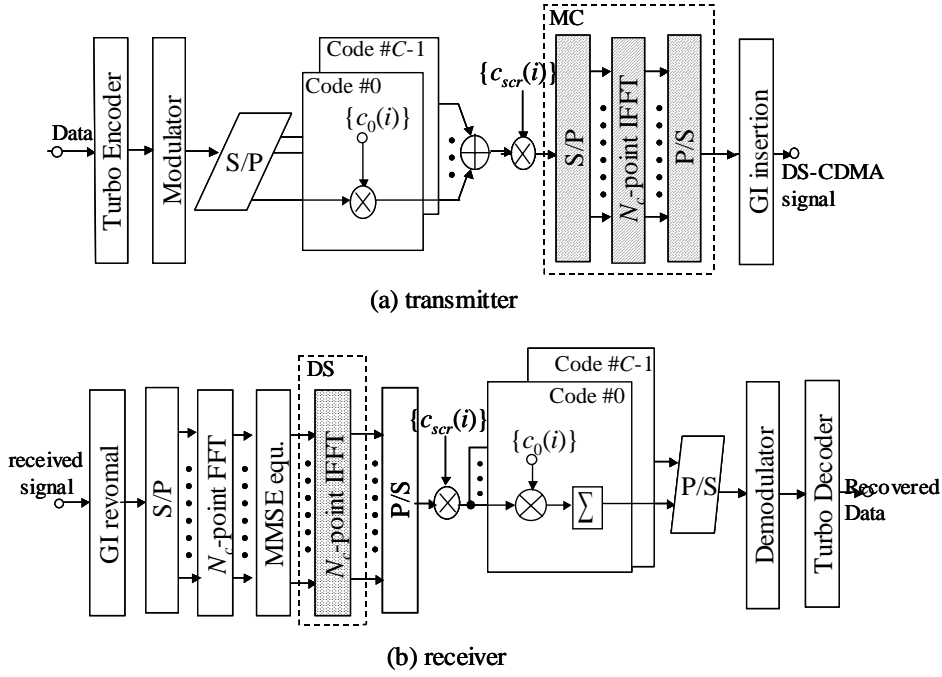 MC
Code #C-1
Code #0
{c_scr(i)}
{c_0(i)}
Data
Turbo Encoder
Modulator
S/P
S/P
N_c-point IFFT
P/S
GI insertion
DS-CDMA
signal
(a) transmitter
DS
Code #C-1
Code #0
{c_scr(i)}
{c_0(i)}
received
signal
GI revomal
S/P
N_c-point FFT
MMSE equ.
N_c-point IFFT
P/S
Σ
P/S
Demodulator
Turbo Decoder
Recovered
Data
(b) receiver